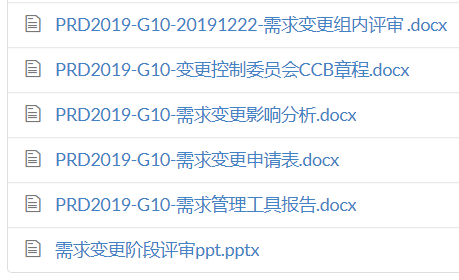 PRD2019-G10-20191222-需求变更组内评审 .docx
PRD2019-G10-变更控制委员会CCB章程.docx
PRD2019-G10-需求变更影响分析.docx
PRD2019-G10-需求变更申请表.docx
PRD2019-G10-需求管理工具报告.docx
需求变更阶段评审ppt.pptx